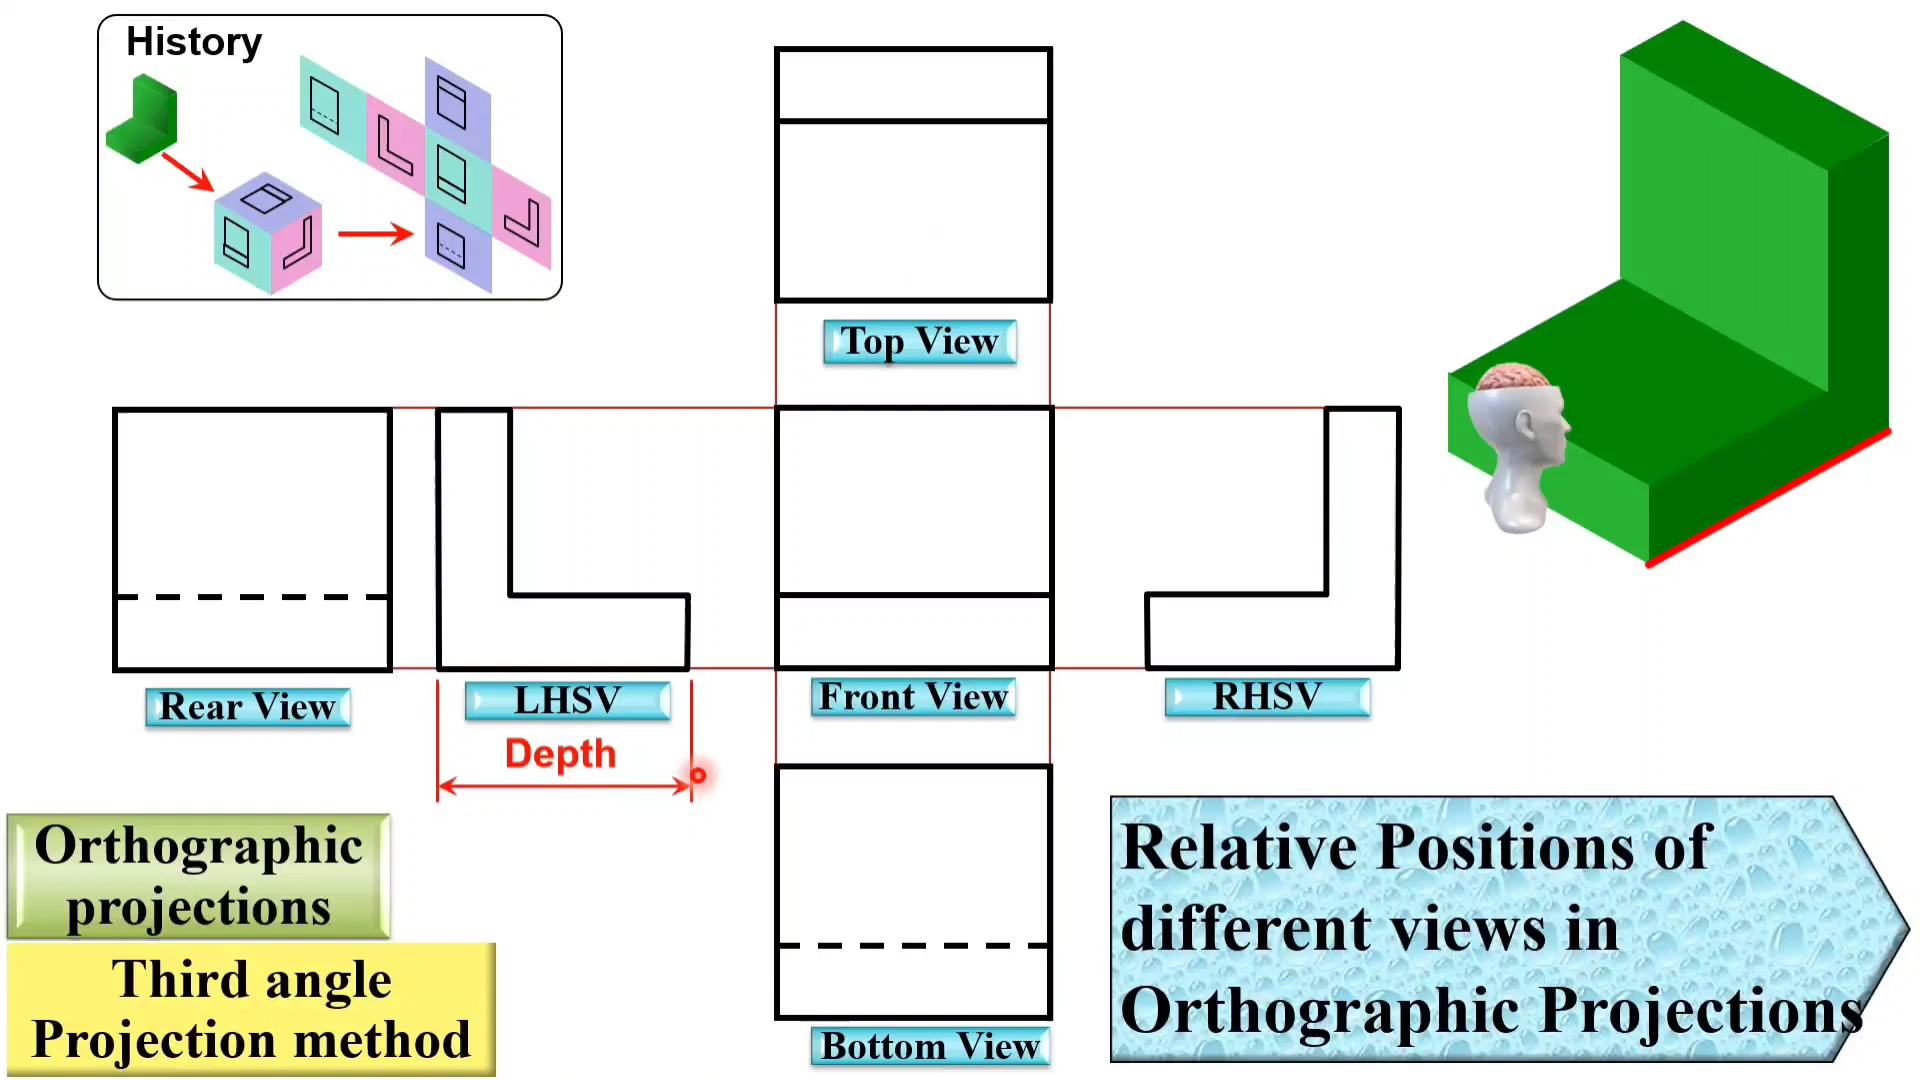 History
Top View
Rear View
LHSV
Front View
RHSV
Depth
Orthographic
projections
Third angle
Projection method
Bottom View
Relative Positions of
different views in
Orthographic Projections